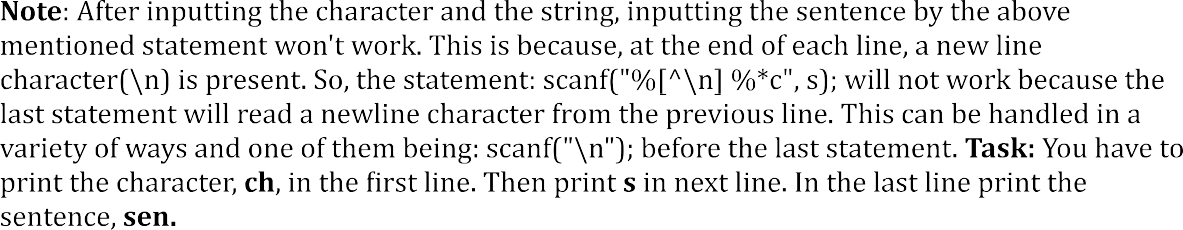 Note: After inputting the character and the string, inputting the sentence by the above
mentioned statement won't work. This is because, at the end of each line, a new line
character(\n) is present. So, the statement: scanf("%[^\n] %*c", s); will not work because the
last statement will read a newline character from the previous line. This can be handled in a
variety of ways and one of them being: scanf("\n"); before the last statement. Task: You have to
print the character, ch, in the first line. Then print s in next line. In the last line print the
sentence, sen.